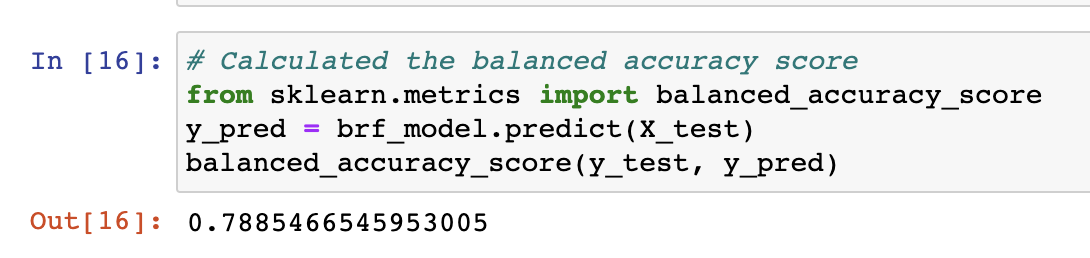 In [16]: # Calculated the balanced accuracy score
from sklearn.metrics import balanced_accuracy_score
y_pred = brf_model.predict(X_test)
balanced_accuracy_score(y_test, y_pred)
Out[16]: 0.7885466545953005